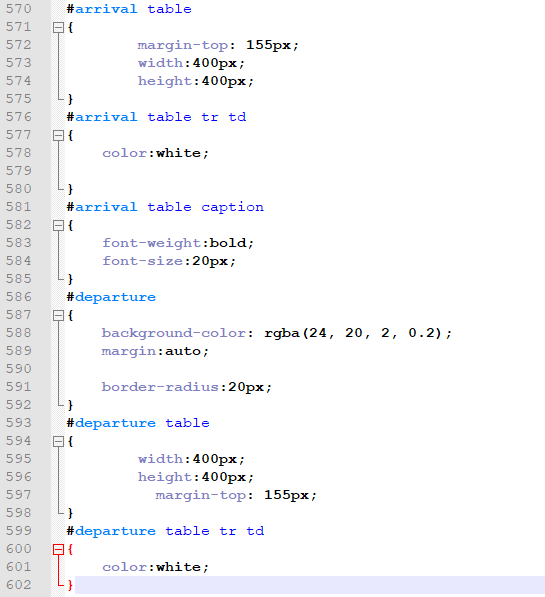 570 #arrival table
571 {
572 margin-top: 155px;
573 width:400px;
574 height:400px;
575 }
576 #arrival table tr td
577 {
578 color:white;
579
580 }
581 #arrival table caption
582 {
583 font-weight:bold;
584 font-size:20px;
585 }
586 #departure
587 {
588 background-color: rgba(24, 20, 2, 0.2);
589 margin:auto;
590
591 border-radius:20px;
592 }
593 #departure table
594 {
595 width:400px;
596 height:400px;
597 margin-top: 155px;
598 }
599 #departure table tr td
600 {
601 color:white;
602 }